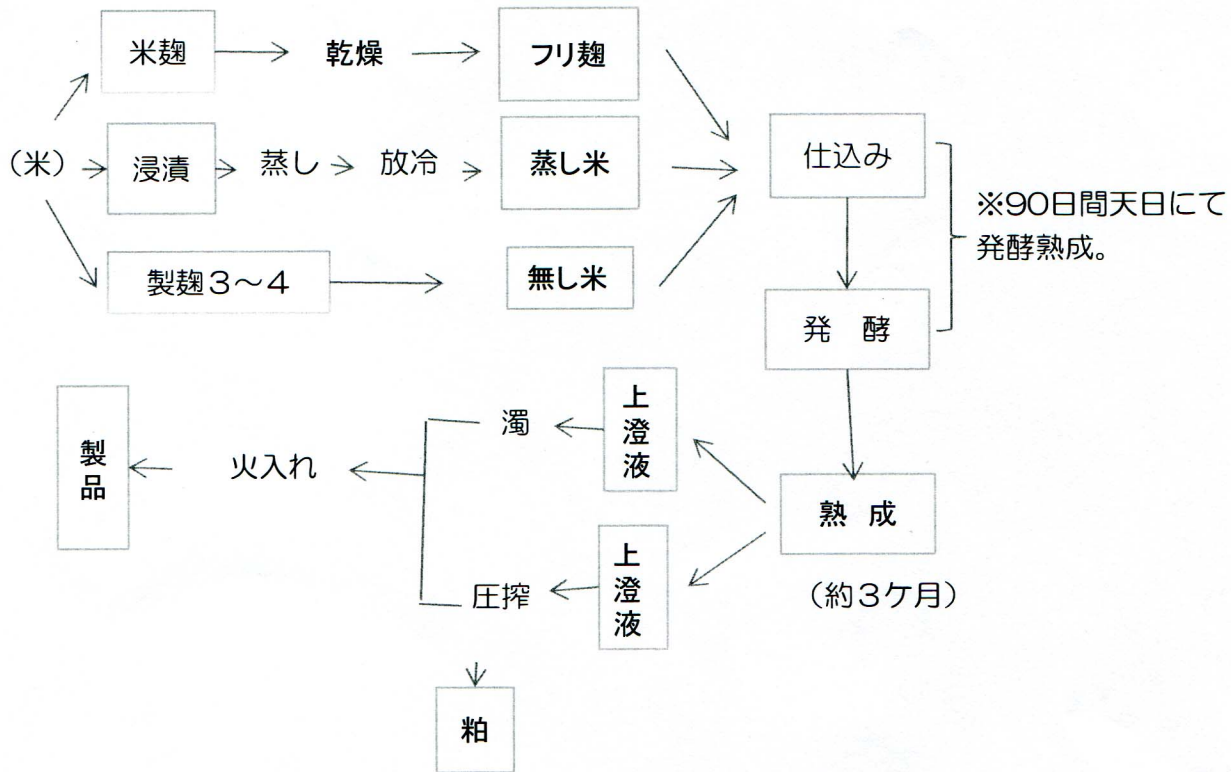 米麹
乾燥
フリ麹
(米)
浸漬
蒸し
放冷
蒸し米
製麹3～4
無し米
仕込み
※90日間天日にて
発酵熟成。
発 酵
熟 成
(約3ケ月)
上澄液
濁
上澄液
圧搾
火入れ
製品
粕